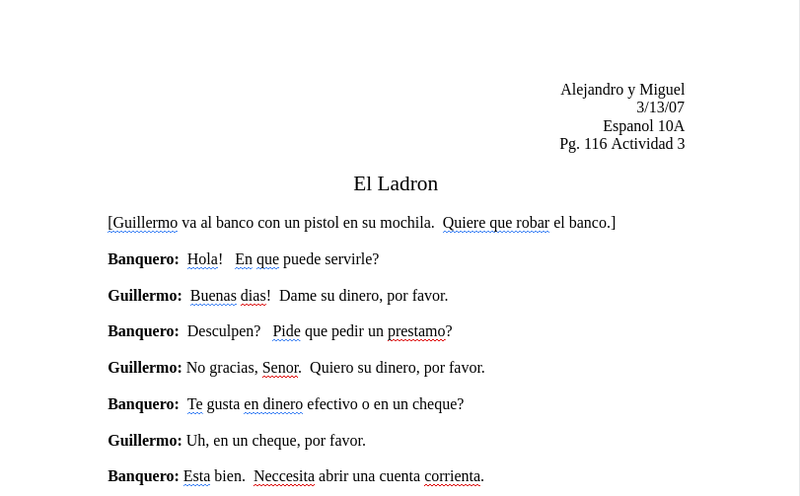 Alejandro y Miguel
3/13/07
Espanol 10A
Pg. 116 Actividad 3
El Ladron
[Guillermo va al banco con un pistol en su mochila.  Quiere que robar el banco.]
Banquero:  Hola!   En que puede servirle?
Guillermo:  Buenas dias!  Dame su dinero, por favor.
Banquero:  Desculpen?   Pide que pedir un prestamo?
Guillermo: No gracias, Senor.  Quiero su dinero, por favor.
Banquero:  Te gusta en dinero efectivo o en un cheque?
Guillermo: Uh, en un cheque, por favor.
Banquero: Esta bien.  Neccesita abrir una cuenta corrienta.